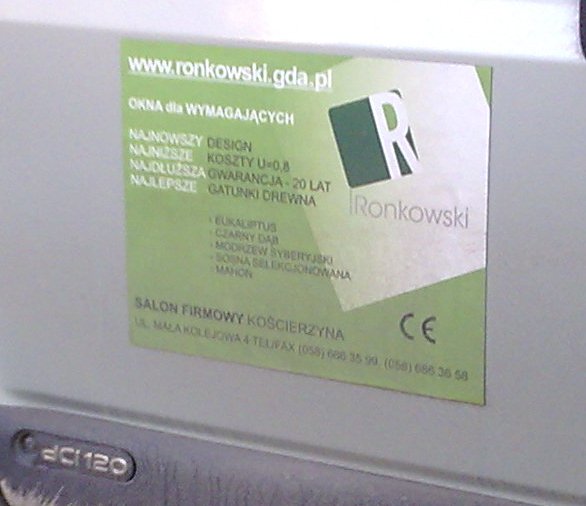 www.ronkowski.gda.pl
OKNA dla WYMAGAJĄCYCH
NAJNOWSZY DESIGN
NAJNIŻSZE KOSZTY U=0,8
NAJDŁUŻSZA GWARANCJA - 20 LAT
NAJLEPSZE GATUNKI DREWNA
R
Ronkowski
- EUKALIPTUS
- CZARNY DĄB
- MODRZEW SYBERYJSKI
- SOSNA SELEKCJONOWANA
- MAHOŃ
SALON FIRMOWY KOŚCIERZYNA
CE
UL. MAŁA KOLEJOWA 4 TEL/FAX (058) 686 35 99, (058) 686 36 58
dCi 120